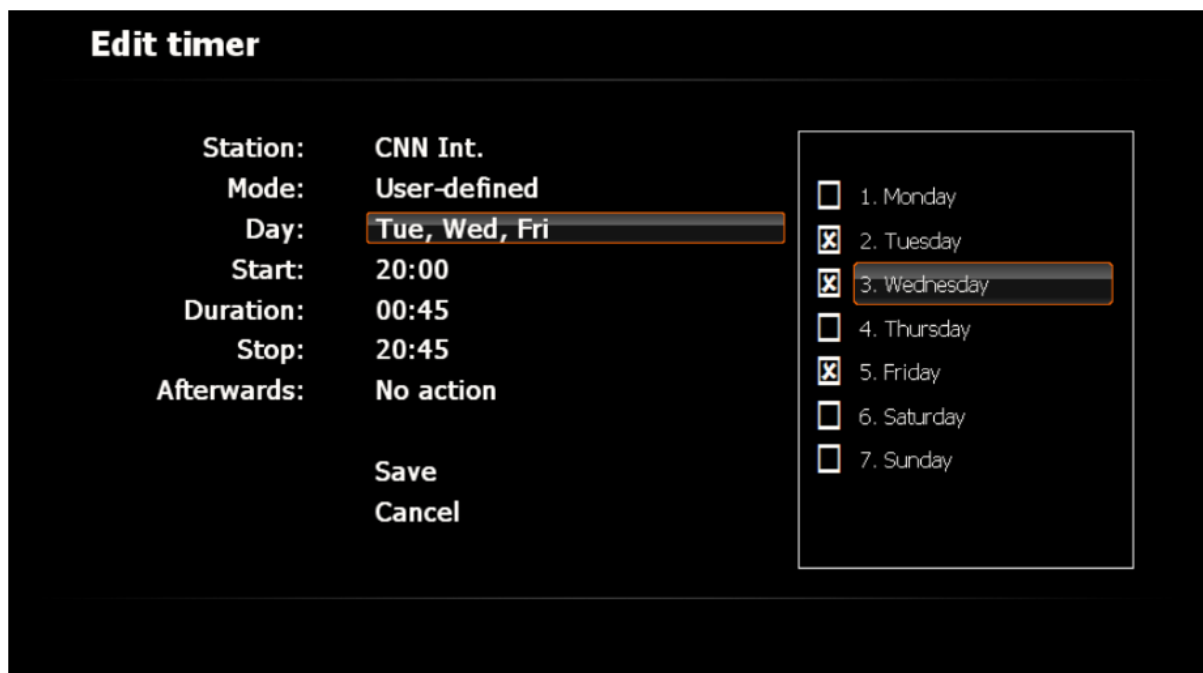 Edit timer
Station: CNN Int.
Mode: User-defined
Day: Tue, Wed, Fri
Start: 20:00
Duration: 00:45
Stop: 20:45
Afterwards: No action
Save
Cancel
1. Monday
2. Tuesday
3. Wednesday
4. Thursday
5. Friday
6. Saturday
7. Sunday